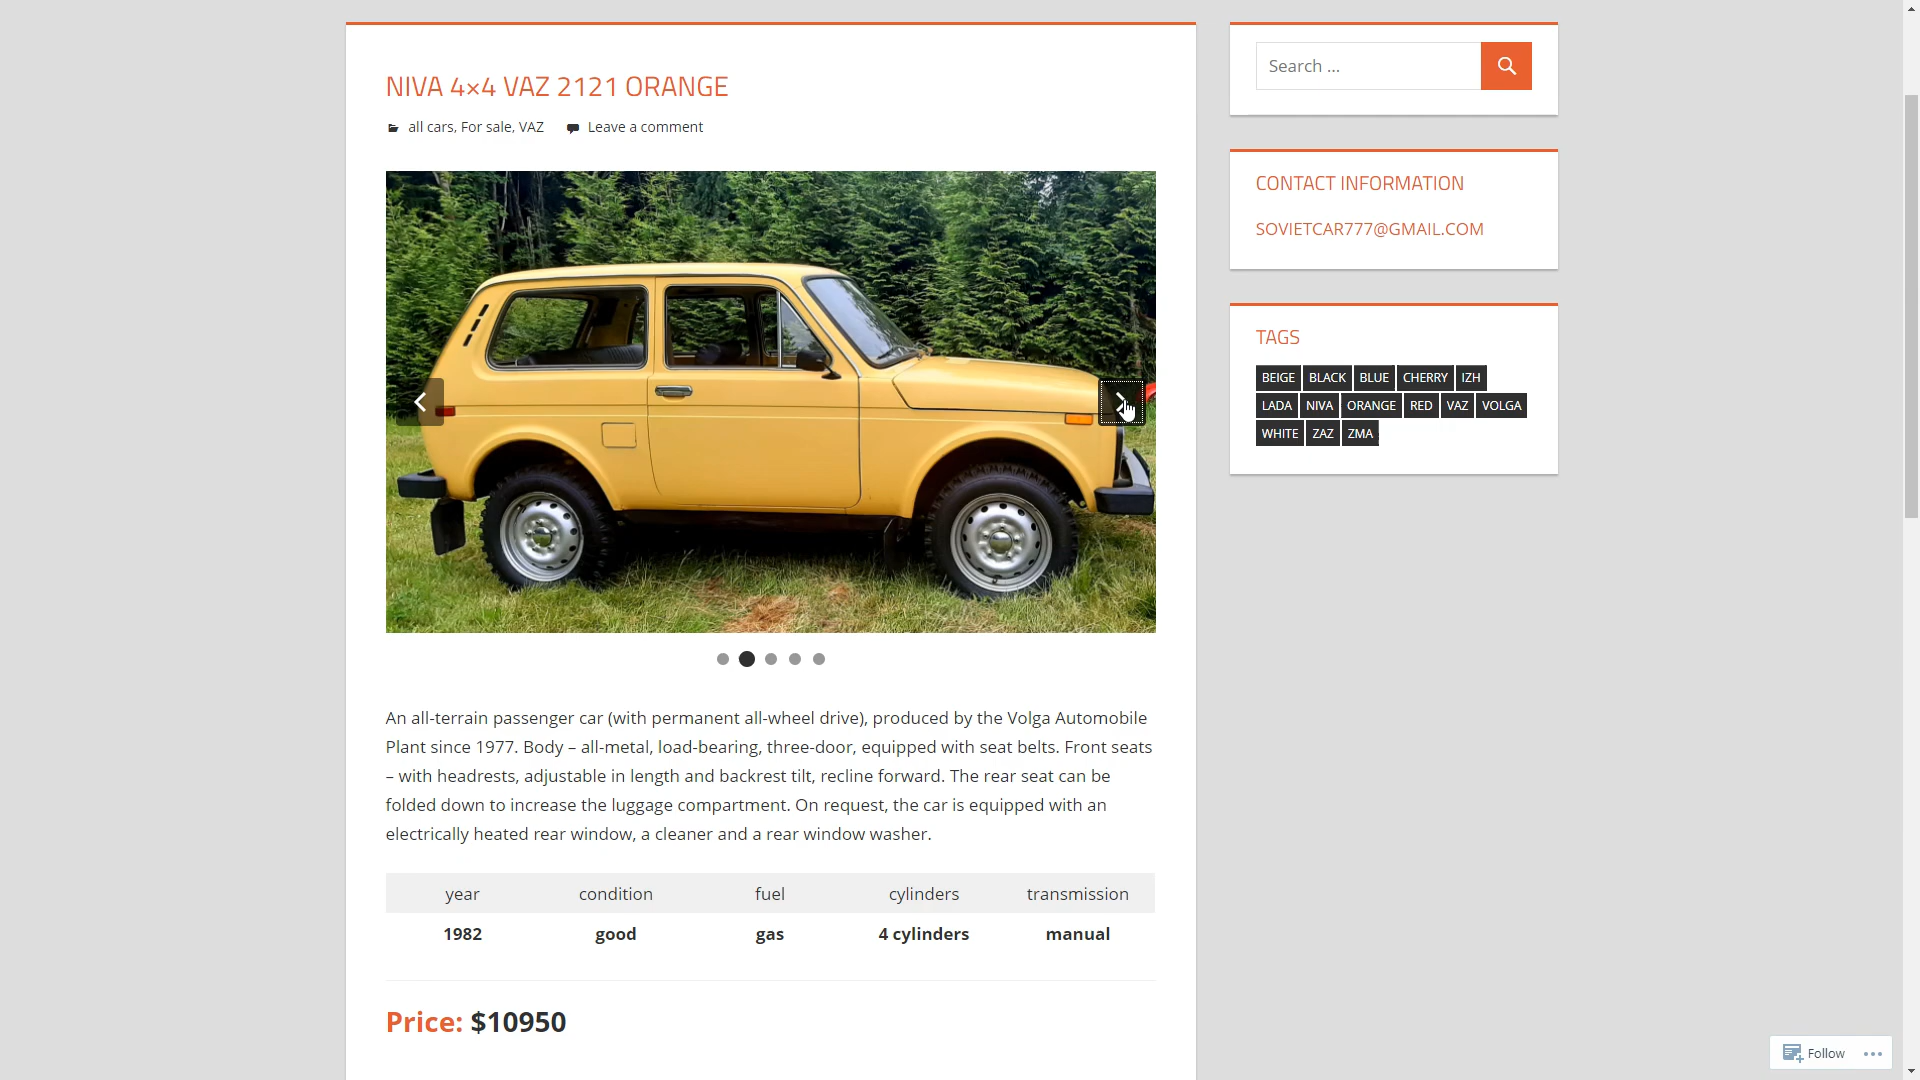 NIVA 4×4 VAZ 2121 ORANGE
all cars, For sale, VAZ Leave a comment
An all-terrain passenger car (with permanent all-wheel drive), produced by the Volga Automobile
Plant since 1977. Body – all-metal, load-bearing, three-door, equipped with seat belts. Front seats
– with headrests, adjustable in length and backrest tilt, recline forward. The rear seat can be
folded down to increase the luggage compartment. On request, the car is equipped with an
electrically heated rear window, a cleaner and a rear window washer.
year condition fuel cylinders transmission
1982 good gas 4 cylinders manual
Price: $10950
Search …
CONTACT INFORMATION
SOVIETCAR777@GMAIL.COM
TAGS
BEIGE BLACK BLUE CHERRY IZH
LADA NIVA ORANGE RED VAZ VOLGA
WHITE ZAZ ZMA
Follow